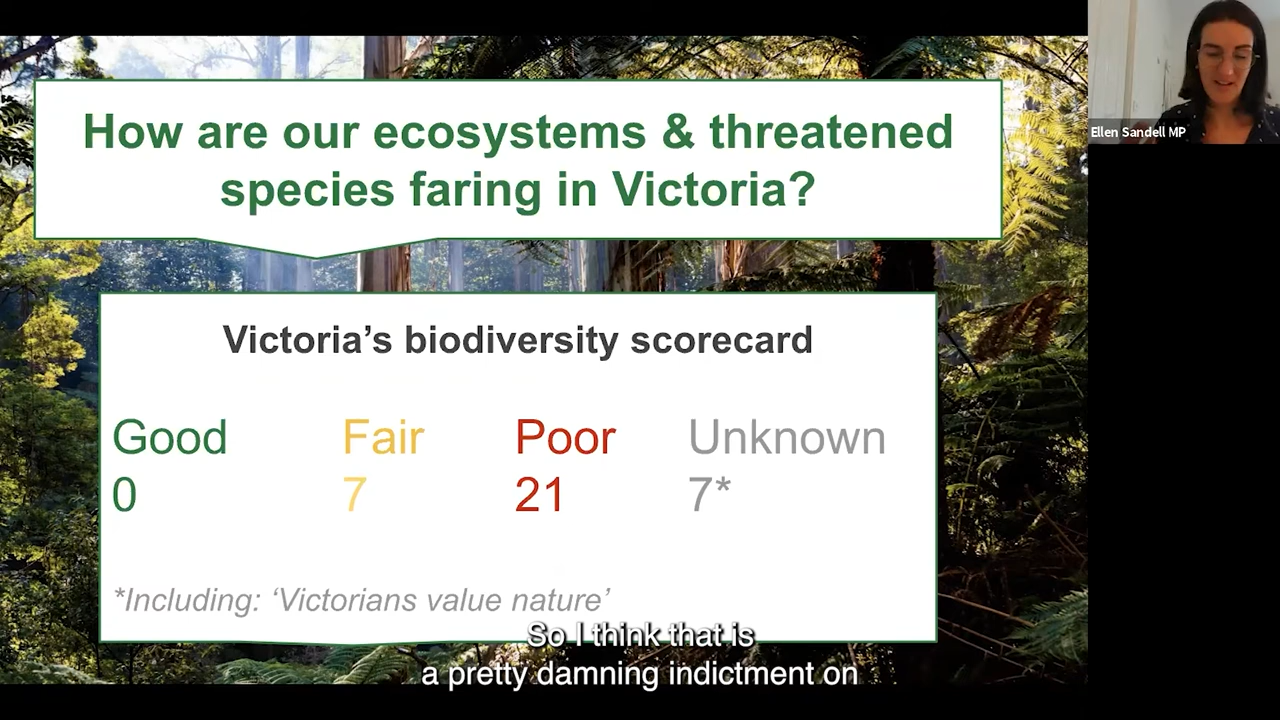 How are our ecosystems & threatened
species faring in Victoria?
Victoria’s biodiversity scorecard
Good Fair Poor Unknown
0 7 21 7*
*Including: ‘Victorians value nature’
So I think that is
a pretty damning indictment on
Ellen Sandell MP